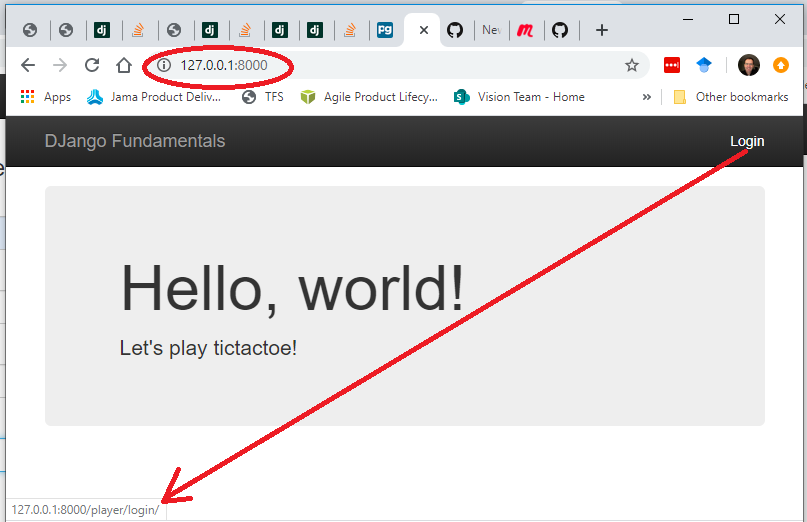 dj dj dj dj Pg Nev
127.0.0.1:8000
Apps Jama Product Deliv... TFS Agile Product Lifecy... Vision Team - Home » Other bookmarks
DJango Fundamentals Login
Hello, world!
Let's play tictactoe!
127.0.0.1:8000/player/login/